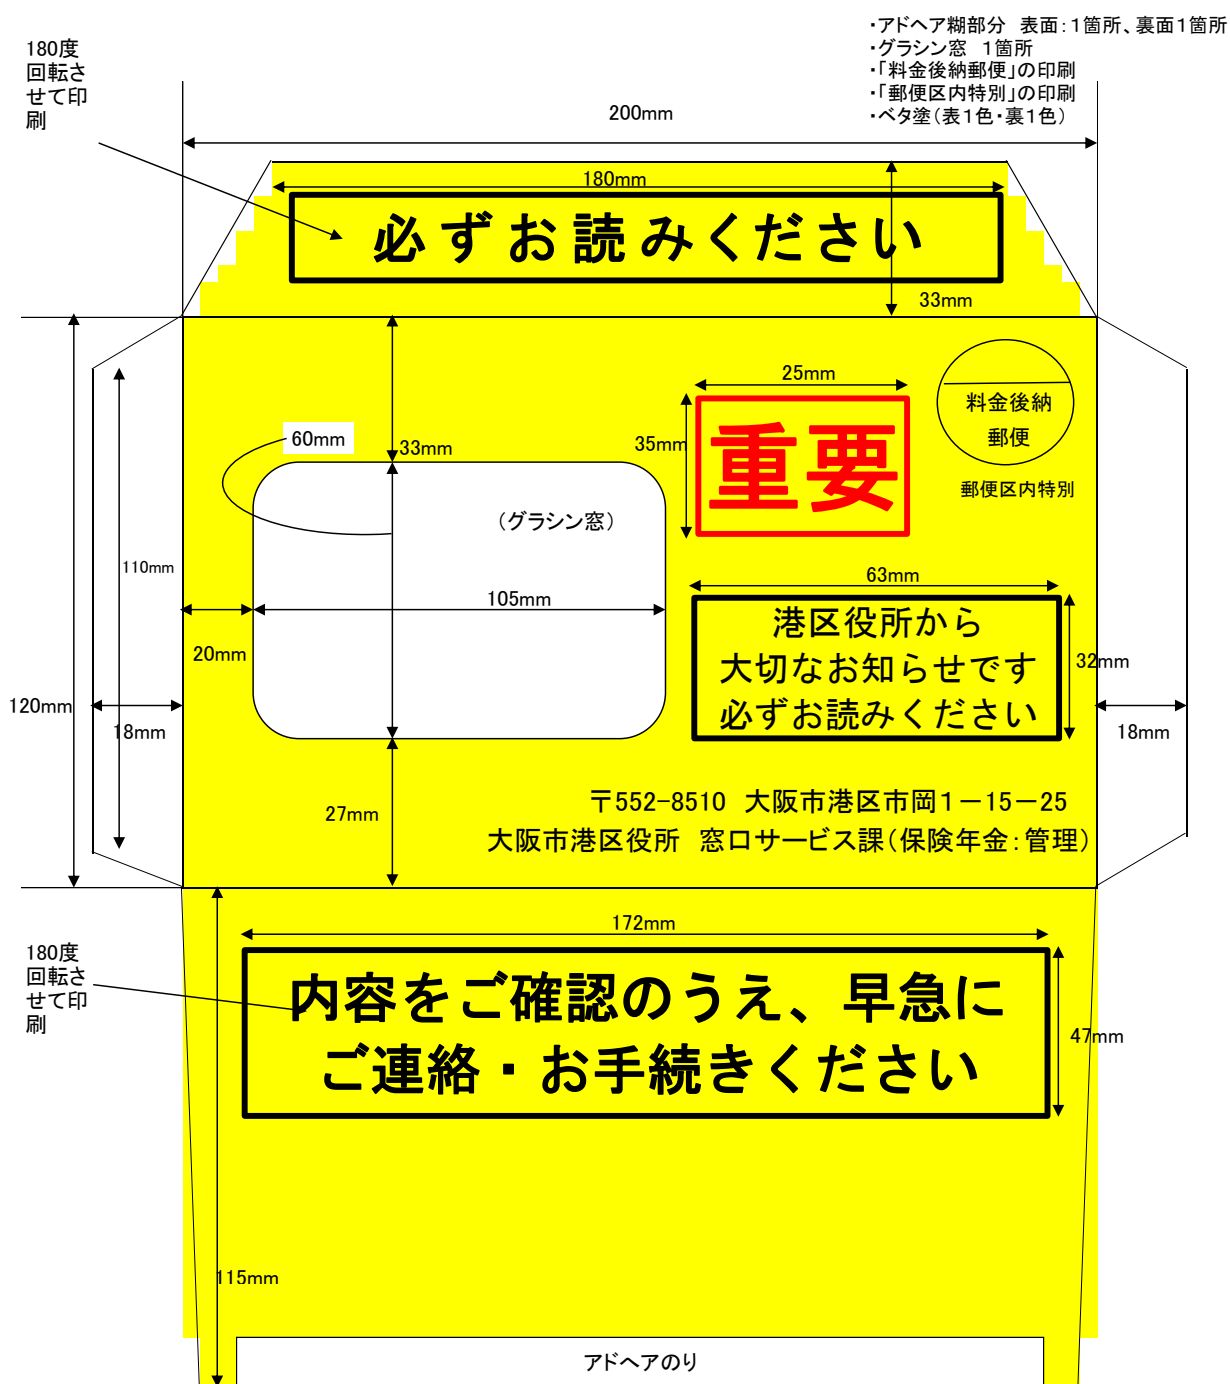 ・アドヘア糊部分　表面：1箇所、裏面1箇所
・グラシン窓　1箇所
・「料金後納郵便」の印刷
・「郵便区内特別」の印刷
・ベタ塗（表1色・裏1色）
180度
回転さ
せて印
刷
200mm
180mm
必ずお読みください
33mm
25mm
料金後納
郵便
60mm
33mm
35mm
重要
郵便区内特別
（グラシン窓）
110mm
63mm
105mm
港区役所から
大切なお知らせです
必ずお読みください
20mm
32mm
120mm
18mm
18mm
27mm
〒552-8510　大阪市港区市岡1－15－25
大阪市港区役所　窓口サービス課（保険年金：管理）
172mm
180度
回転さ
せて印
刷
内容をご確認のうえ、早急に
ご連絡・お手続きください
47mm
115mm
アドヘアのり